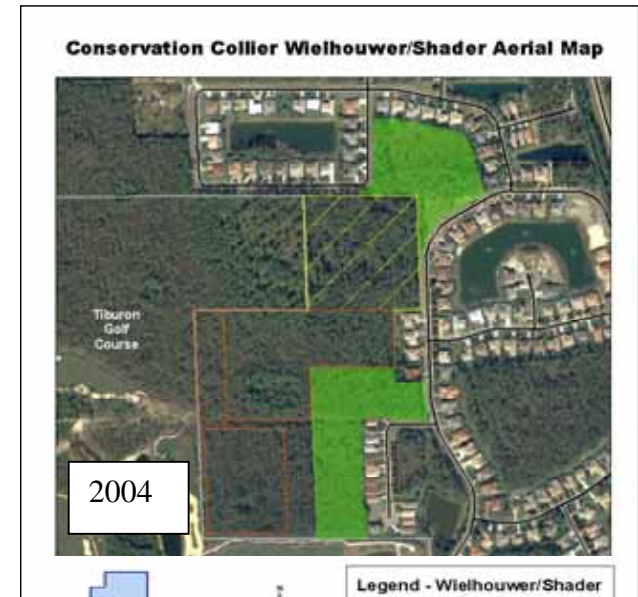 Conservation Collier Wielhouwer/Shader Aerial Map
Tiburon
Golf
Course
2004
Legend - Wielhouwer/Shader